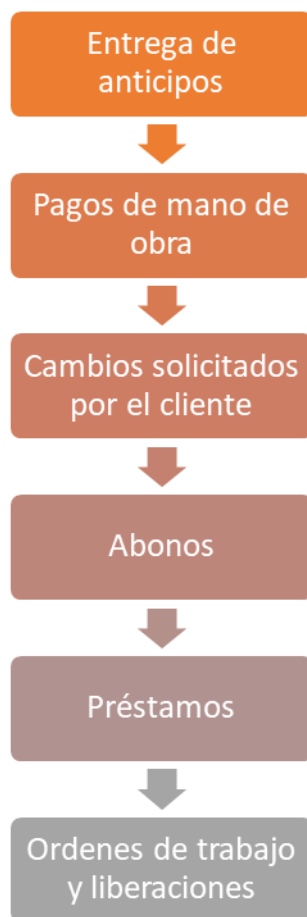 Entrega de
anticipos
Pagos de mano de
obra
Cambios solicitados
por el cliente
Abonos
Préstamos
Ordenes de trabajo
y liberaciones